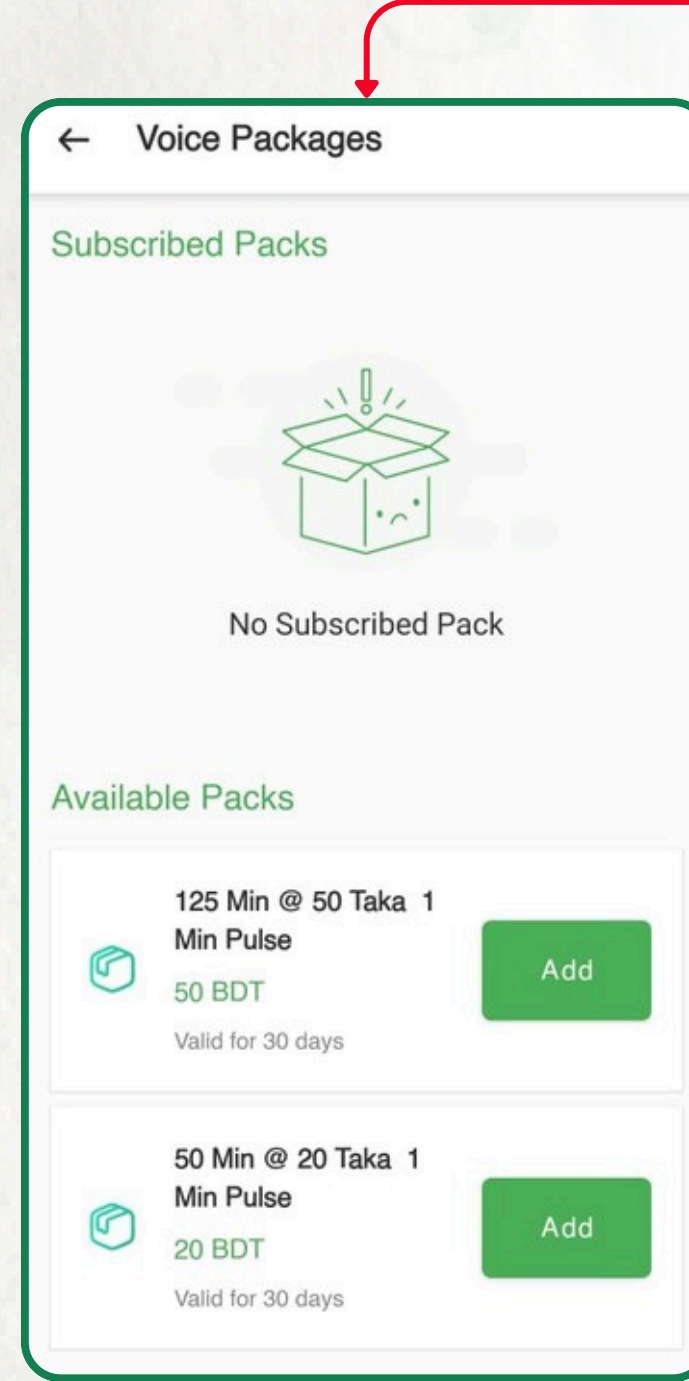 Voice Packages
Subscribed Packs
No Subscribed Pack
Available Packs
125 Min @ 50 Taka 1
Min Pulse
50 BDT
Valid for 30 days
Add
50 Min @ 20 Taka 1
Min Pulse
20 BDT
Valid for 30 days
Add